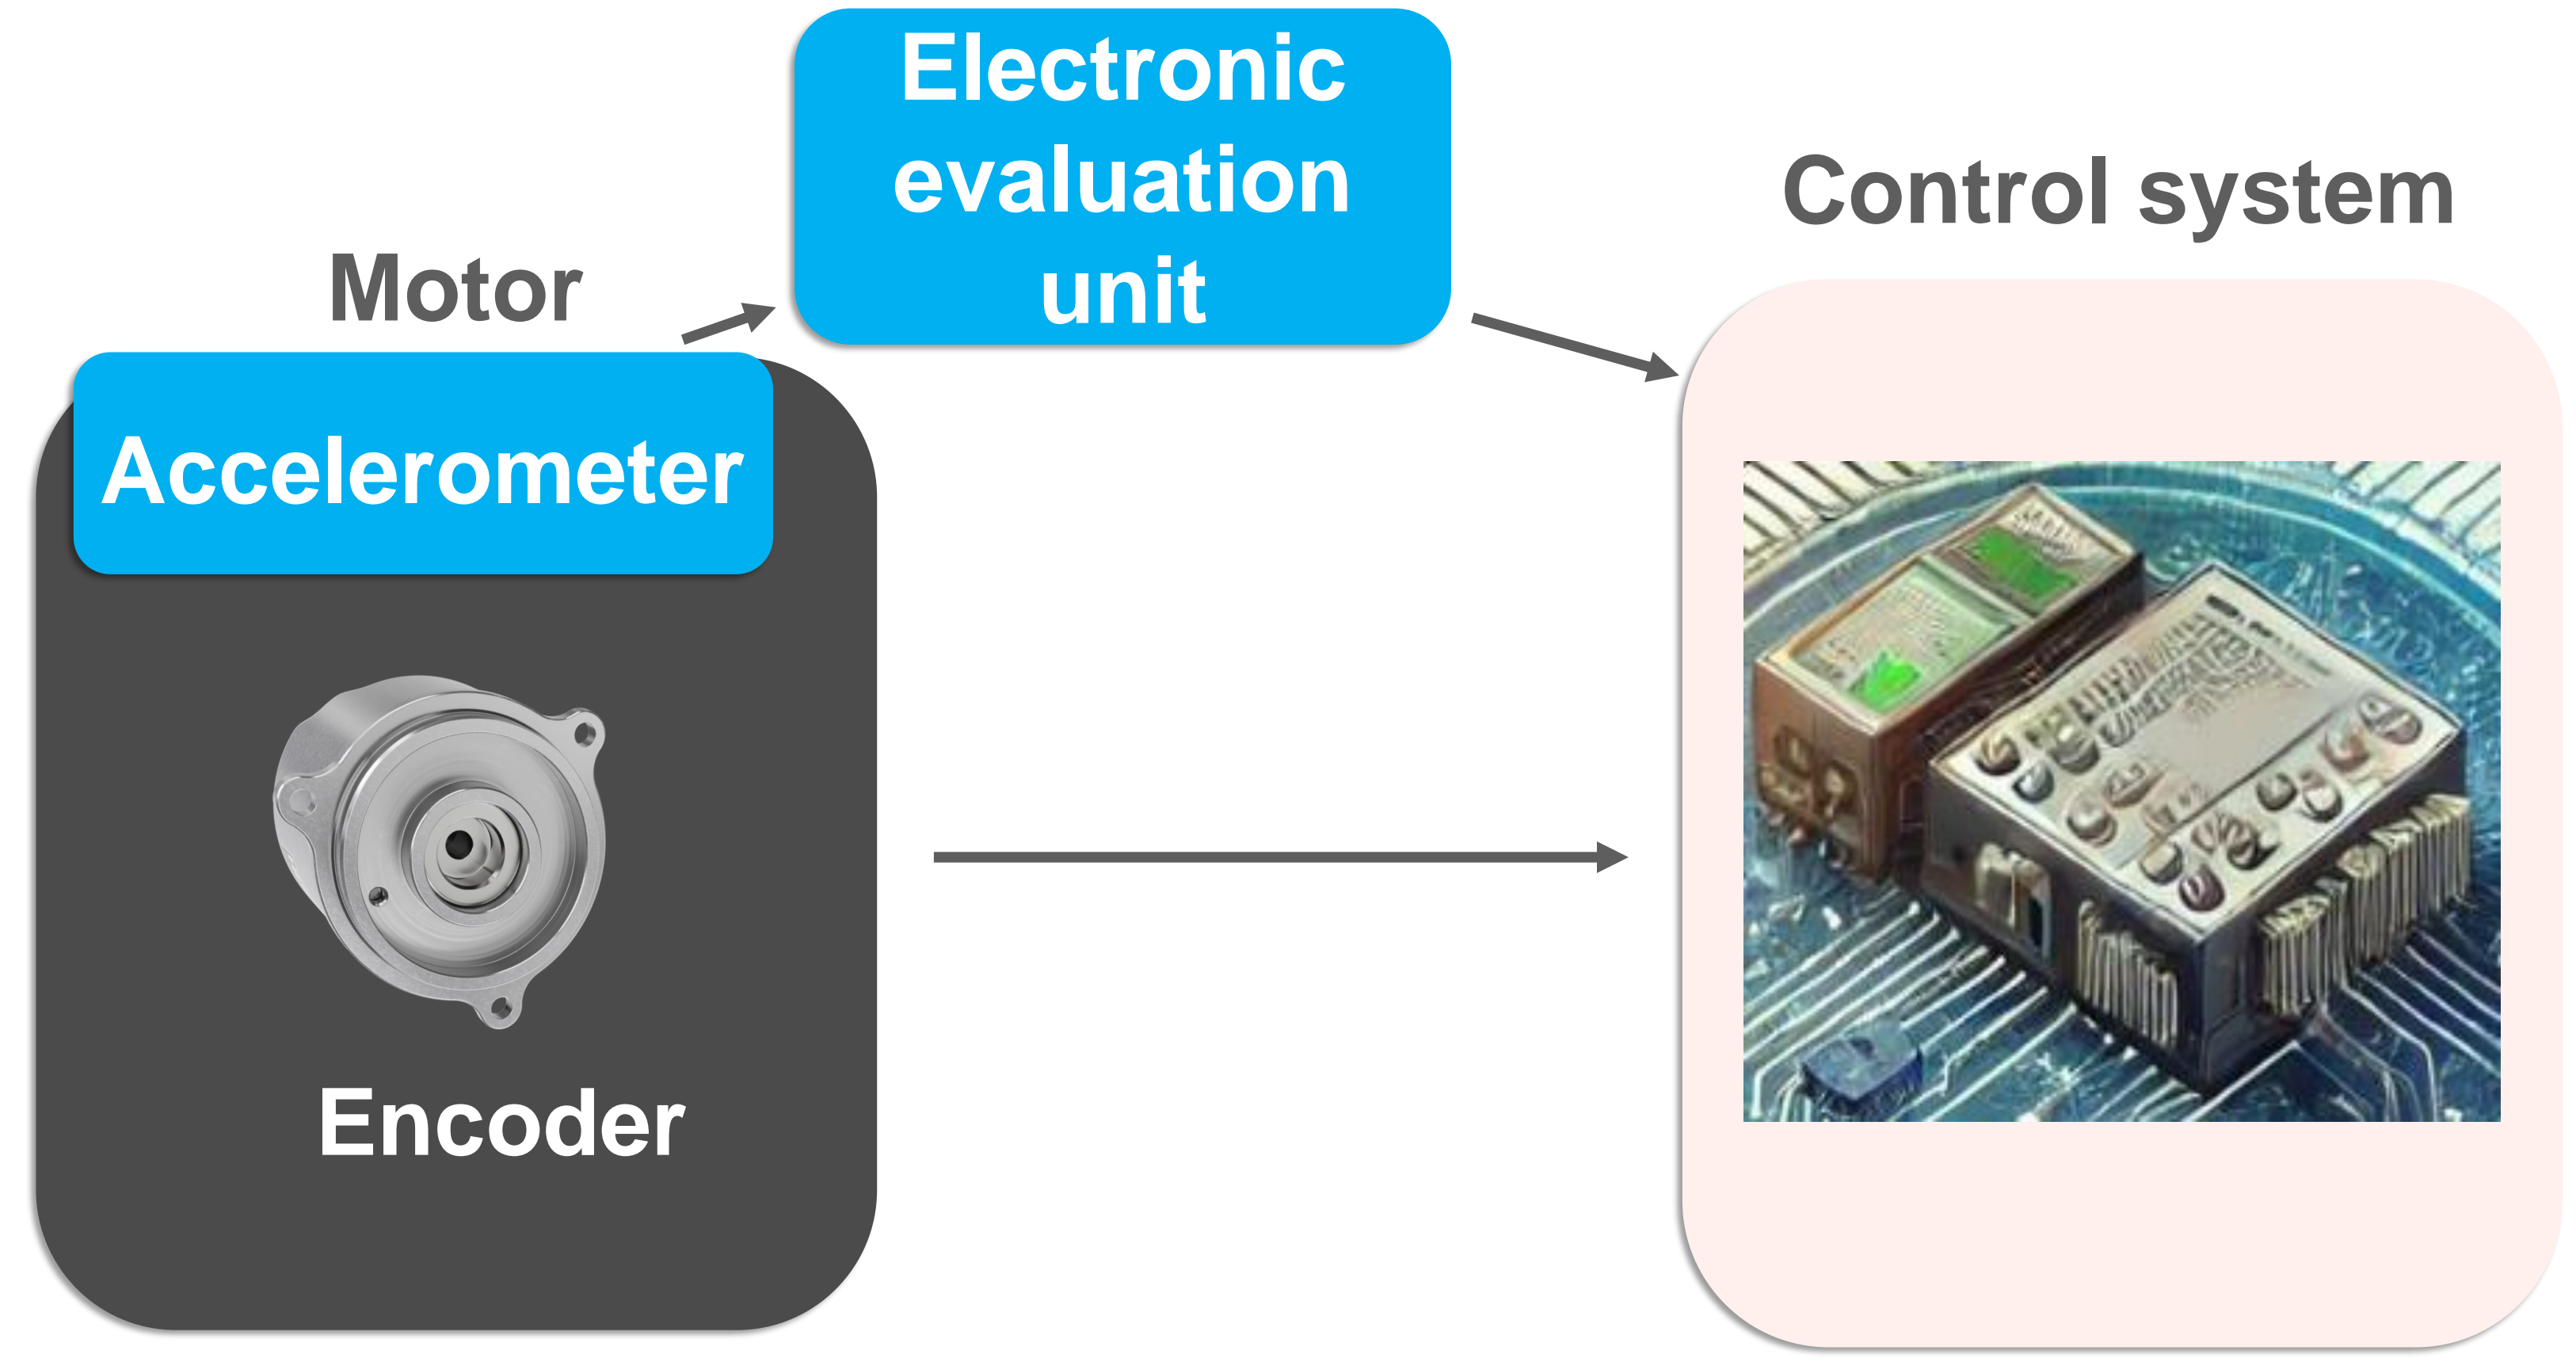 Electronic
evaluation
unit
Control system
Motor
Accelerometer
Encoder